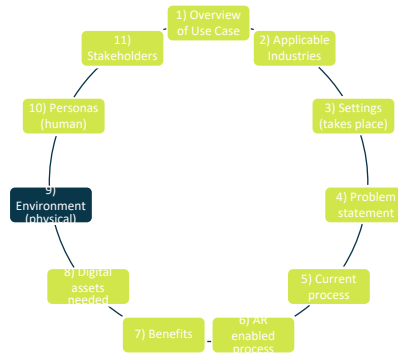 1) Overview
of Use Case
2) Applicable
Industries
3) Settings
(takes place)
4) Problem
statement
5) Current
process
6) AR
enabled
process
7) Benefits
8) Digital
assets
needed
9)
Environment
(physical)
10) Personas
(human)
11)
Stakeholders